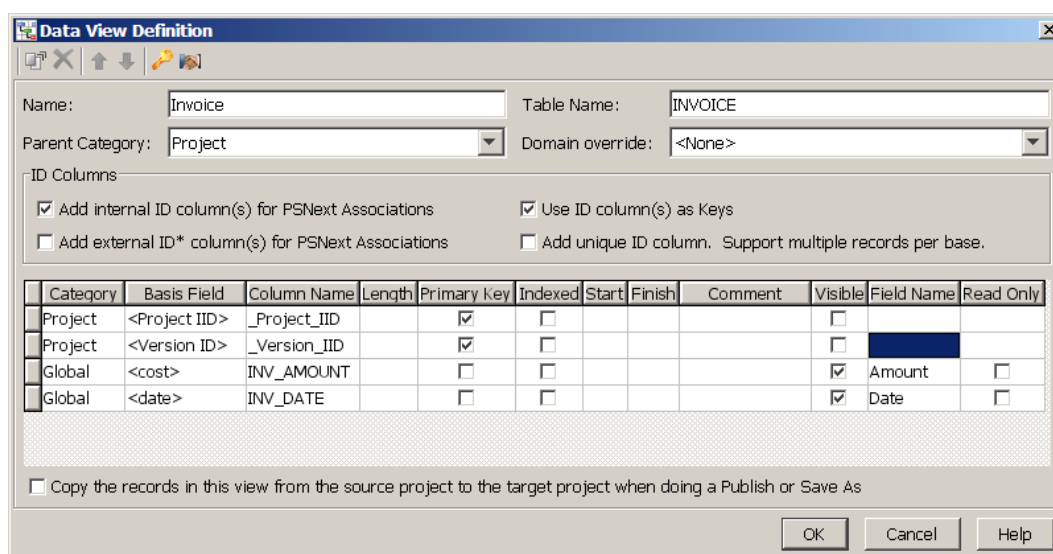 Data View Definition
Name: Invoice Table Name: INVOICE
Parent Category: Project Domain override: <None>
ID Columns
Add internal ID column(s) for PSNext Associations Use ID column(s) as Keys
Add external ID* column(s) for PSNext Associations Add unique ID column. Support multiple records per base.
Category Basis Field Column Name Length Primary Key Indexed Start Finish Comment Visible Field Name Read Only
Project <Project IID> _Project_IID
Project <Version ID> _Version_IID
Global <cost> INV_AMOUNT Amount
Global <date> INV_DATE Date
Copy the records in this view from the source project to the target project when doing a Publish or Save As
OK Cancel Help